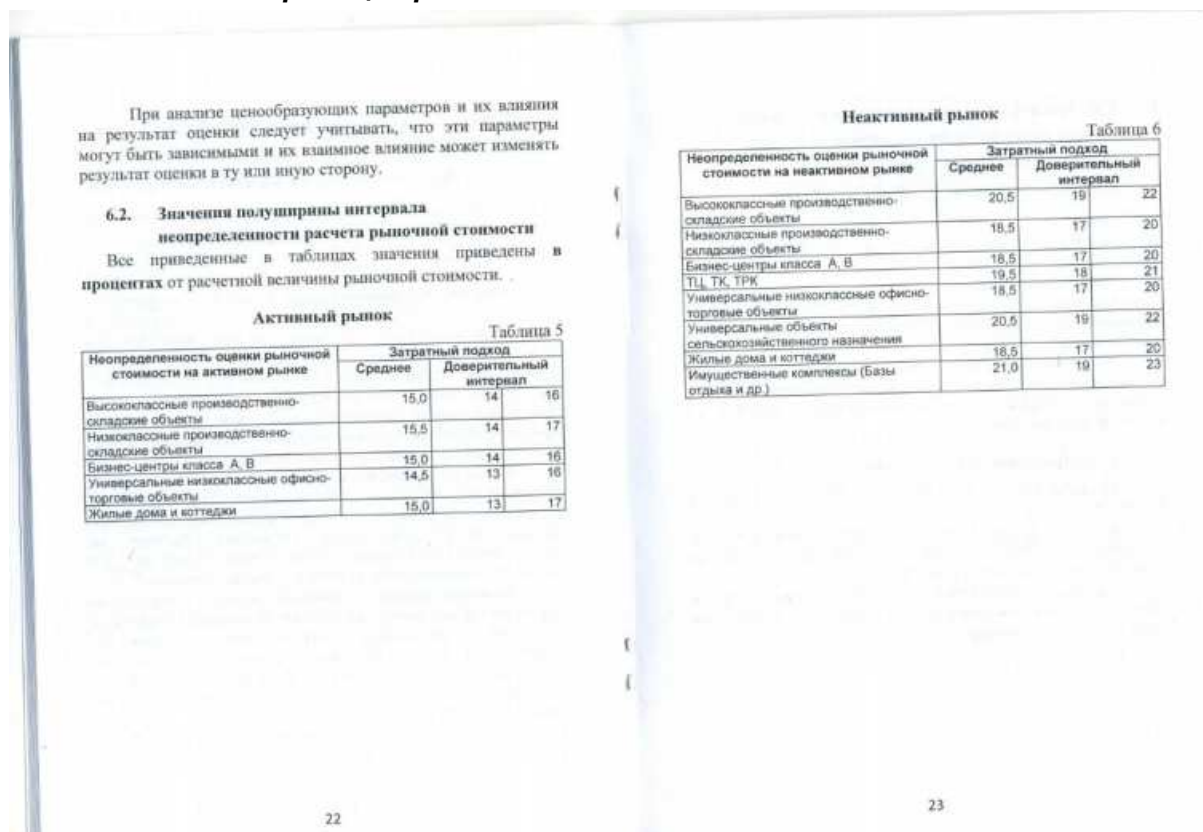 При анализе ценообразующих параметров и их влияния
на результат оценки следует учитывать, что эти параметры
могут быть зависимыми и их взаимное влияние может изменять
результат оценки в ту или иную сторону.
6.2. Значения полуширины интервала
неопределенности расчета рыночной стоимости
Все приведенные в таблицах значения приведены в
процентах от расчетной величины рыночной стоимости.
Активный рынок
Таблица 5
Неопределенность оценки рыночной Затратный подход
стоимости на активном рынке Среднее Доверительный
интервал
Высококлассные производственно- 15,0 14 16
складские объекты
Низкоклассные производственно- 15,5 14 17
складские объекты
Бизнес-центры класса А, В 15,0 14 16
Универсальные низкоклассные офисно- 14,5 13 16
торговые объекты
Жилые дома и коттеджи 15,0 13 17
22
Неактивный рынок
Таблица 6
Неопределенность оценки рыночной Затратный подход
стоимости на неактивном рынке Среднее Доверительный
интервал
Высококлассные производственно- 20,5 19 22
складские объекты
Низкоклассные производственно- 18,5 17 20
складские объекты
Бизнес-центры класса А, В 18,5 17 20
ТЦ, ТК, ТРК 19,5 18 21
Универсальные низкоклассные офисно- 18,5 17 20
торговые объекты
Универсальные объекты 20,5 19 22
сельскохозяйственного назначения
Жилые дома и коттеджи 18,5 17 20
Имущественные комплексы (Базы 21,0 19 23
отдыха и др.)
23